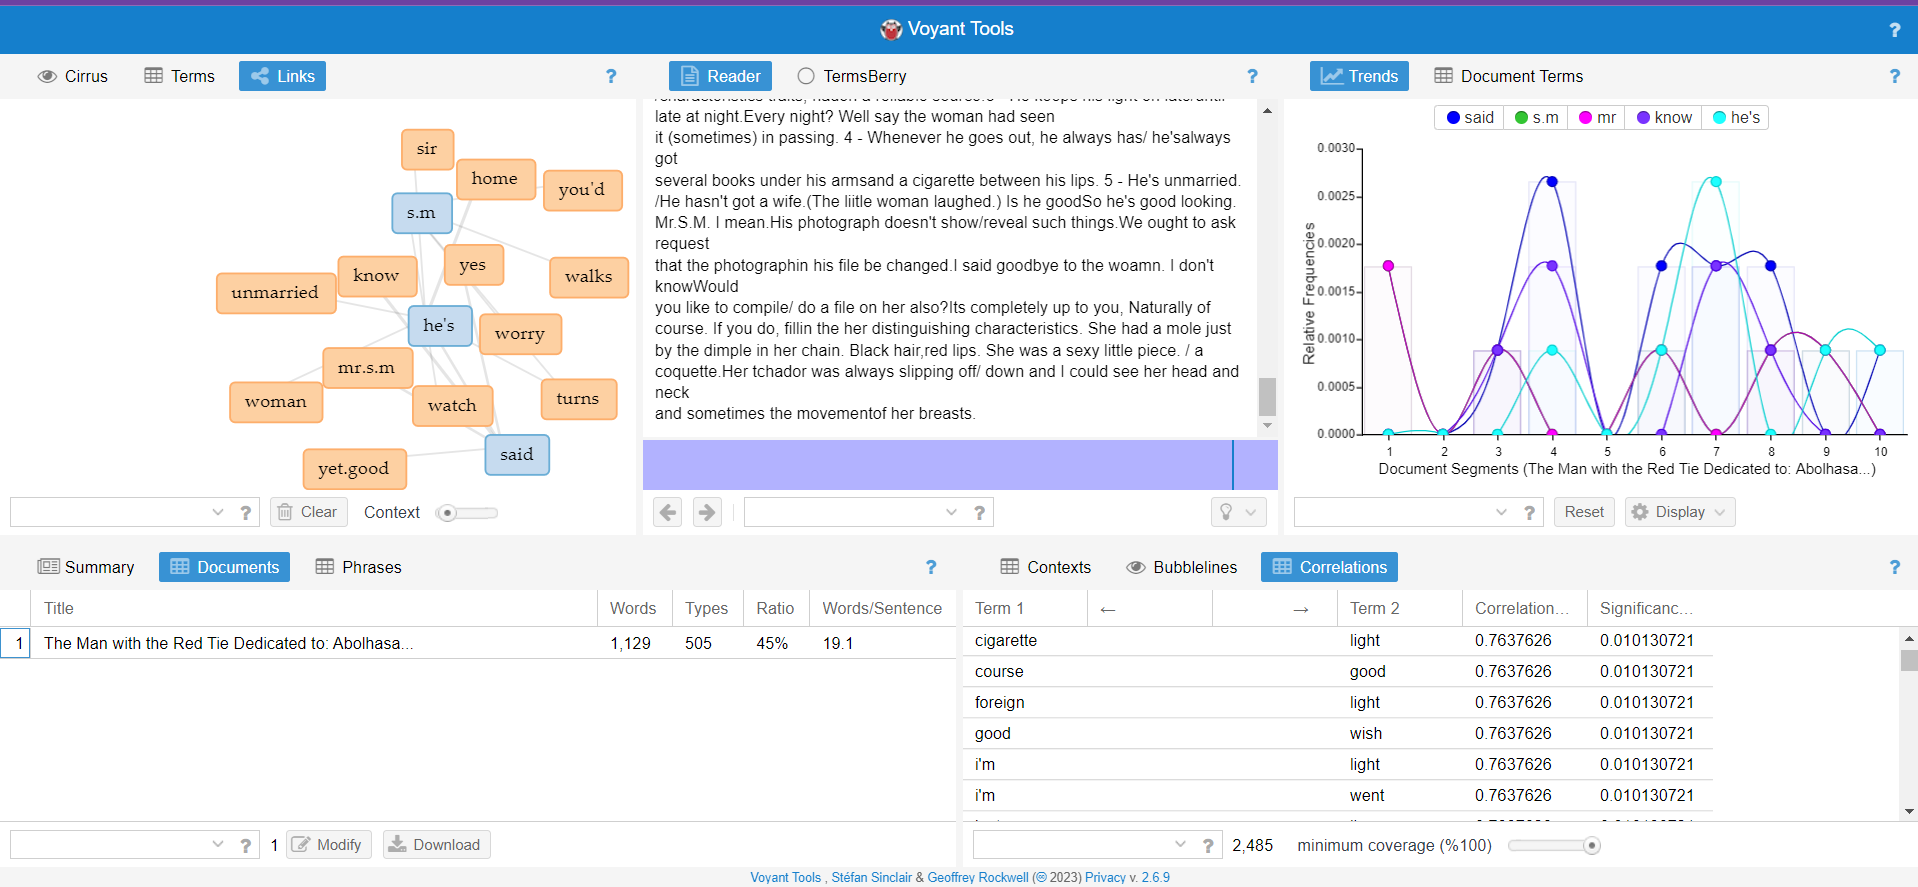 Voyant Tools
?
Cirrus Terms Links ?
Reader TermsBerry ?
Trends Document Terms ?
sir
home
you'd
s.m
yes
know
walks
unmarried
he's
worry
mr.s.m
woman
watch
turns
said
yet.good
? Clear Context
late at night.Every night? Well say the woman had seen
it (sometimes) in passing. 4 - Whenever he goes out, he always has/ he'salways
got
several books under his armsand a cigarette between his lips. 5 - He's unmarried.
/He hasn't got a wife.(The liitle woman laughed.) Is he goodSo he's good looking.
Mr.S.M. I mean.His photograph doesn't show/reveal such things.We ought to ask
request
that the photographin his file be changed.I said goodbye to the woamn. I don't
knowWould
you like to compile/ do a file on her also?Its completely up to you, Naturally of
course. If you do, fillin the her distinguishing characteristics. She had a mole just
by the dimple in her chain. Black hair,red lips. She was a sexy little piece. / a
coquette.Her tchador was always slipping off/ down and I could see her head and
neck
and sometimes the movementof her breasts.
?
said s.m mr know he's
Relative Frequencies
0.0030
0.0025
0.0020
0.0015
0.0010
0.0005
0.0000
1 2 3 4 5 6 7 8 9 10
Document Segments (The Man with the Red Tie Dedicated to: Abolhasa...)
? Reset Display
Summary Documents Phrases ?
Title Words Types Ratio Words/Sentence
1 The Man with the Red Tie Dedicated to: Abolhasa... 1,129 505 45% 19.1
? 1 Modify Download
Contexts Bubblelines Correlations ?
Term 1 ← → Term 2 Correlation... Significanc...
cigarette light 0.7637626 0.010130721
course good 0.7637626 0.010130721
foreign light 0.7637626 0.010130721
good wish 0.7637626 0.010130721
i'm light 0.7637626 0.010130721
i'm went 0.7637626 0.010130721
? 2,485 minimum coverage (%100)
Voyant Tools , Stéfan Sinclair & Geoffrey Rockwell (cc 2023) Privacy v. 2.6.9